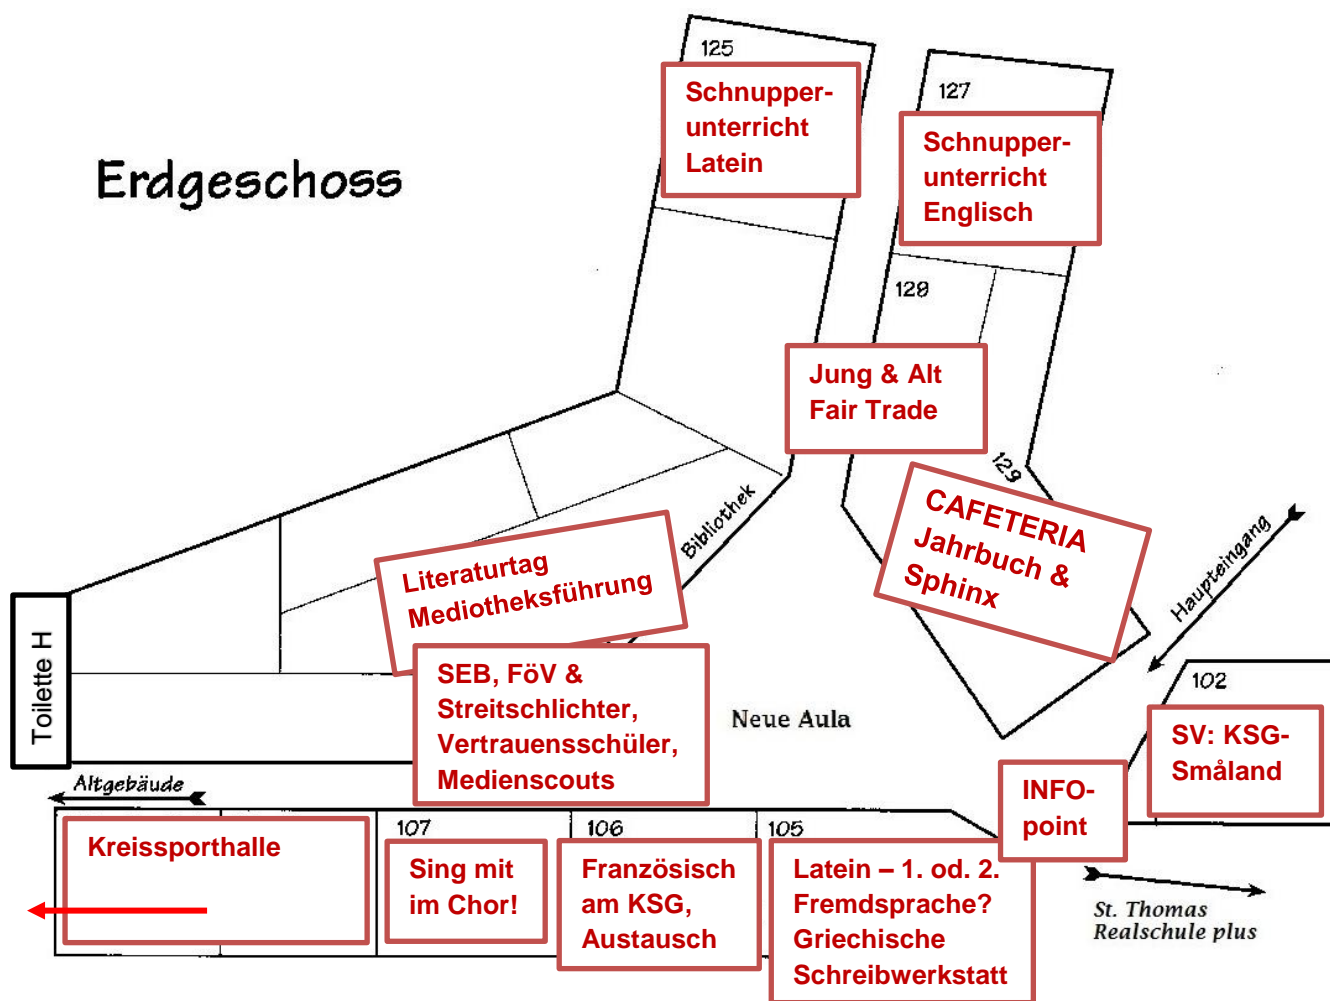 Erdgeschoss
125
Schnupper-
unterricht
Latein
127
Schnupper-
unterricht
Englisch
128
Jung & Alt
Fair Trade
129
CAFETERIA
Jahrbuch &
Sphinx
Haupteingang
Bibliothek
Literaturtag
Mediotheksführung
Toilette H
SEB, FöV &
Streitschlichter,
Vertrauensschüler,
Medienscouts
Neue Aula
102
SV: KSG-
Småland
INFO-
point
Altgebäude
Kreissporthalle
107
Sing mit
im Chor!
106
Französisch
am KSG,
Austausch
105
Latein – 1. od. 2.
Fremdsprache?
Griechische
Schreibwerkstatt
St. Thomas
Realschule plus